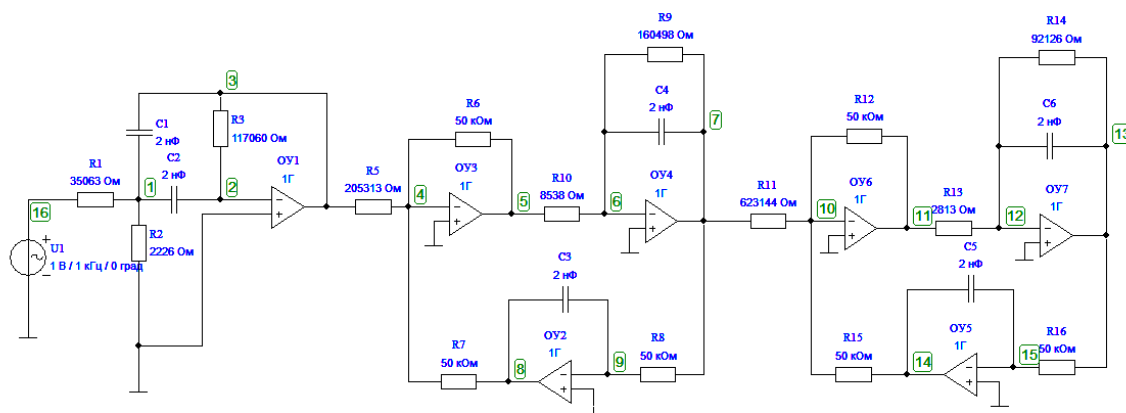 R9
160498 Ом
R14
92126 Ом
3
R6
50 кОм
C4
2 нФ
7
R12
50 кОм
C6
2 нФ
13
C1
2 нФ
R3
117060 Ом
C2
2 нФ
ОУ1
1Г
R1
35063 Ом
1
2
R5
205313 Ом
4
ОУ3
1Г
5
R10
8538 Ом
6
ОУ4
1Г
R11
623144 Ом
10
ОУ6
1Г
11
R13
2813 Ом
12
ОУ7
1Г
16
R2
2226 Ом
U1
1 В / 1 кГц / 0 град
C3
2 нФ
C5
2 нФ
R7
50 кОм
8
ОУ2
1Г
9
R8
50 кОм
R15
50 кОм
14
ОУ5
1Г
15
R16
50 кОм